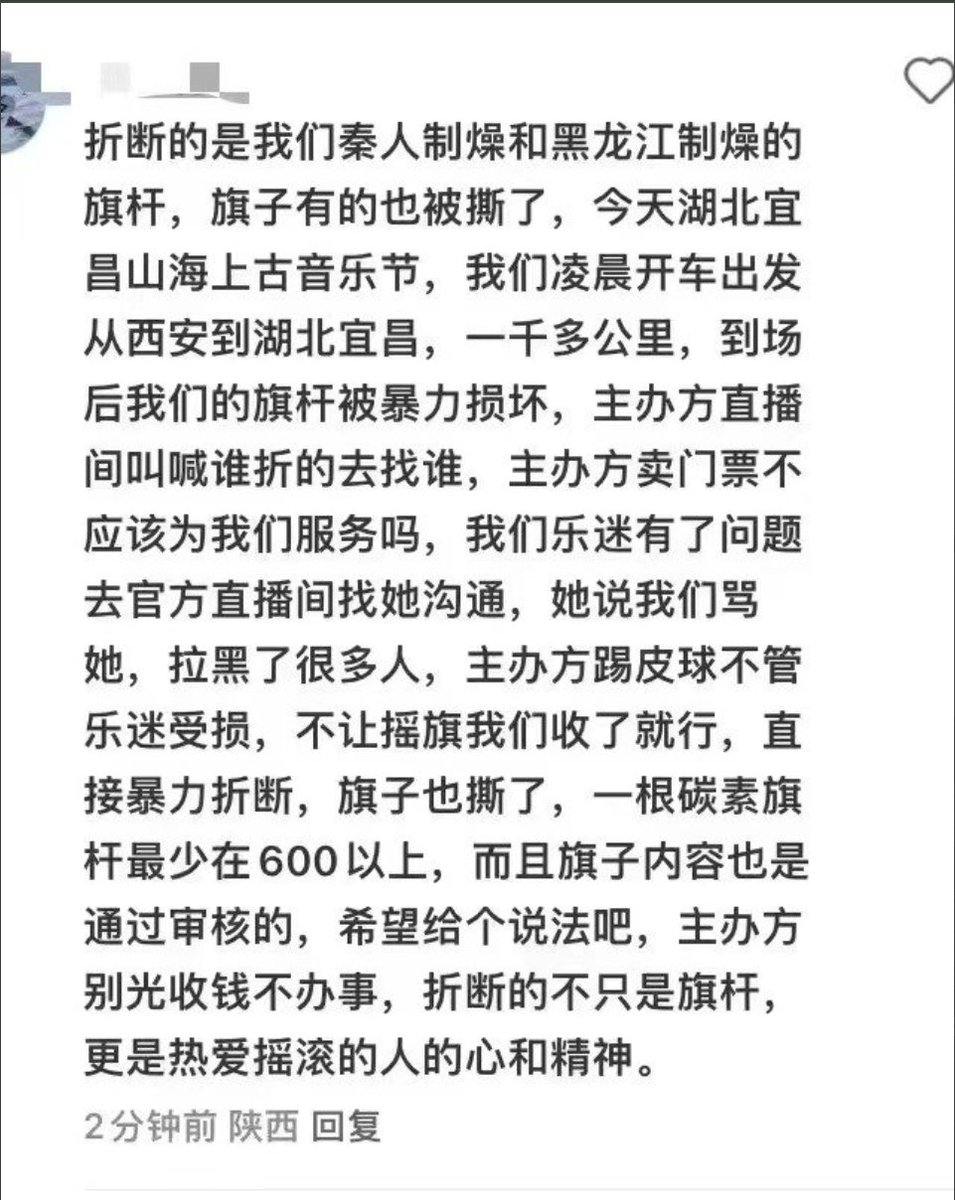 折断的是我们秦人制燥和黑龙江制燥的
旗杆，旗子有的也被撕了，今天湖北宜
昌山海上古音乐节，我们凌晨开车出发
从西安到湖北宜昌，一千多公里，到场
后我们的旗杆被暴力损坏，主办方直播
间叫喊谁折的去找谁，主办方卖门票不
应该为我们服务吗，我们乐迷有了问题
去官方直播间找她沟通，她说我们骂
她，拉黑了很多人，主办方踢皮球不管
乐迷受损，不让摇旗我们收了就行，直
接暴力折断，旗子也撕了，一根碳素旗
杆最少在600以上，而且旗子内容也是
通过审核的，希望给个说法吧，主办方
别光收钱不办事，折断的不只是旗杆，
更是热爱摇滚的人的心和精神。
2分钟前 陕西 回复